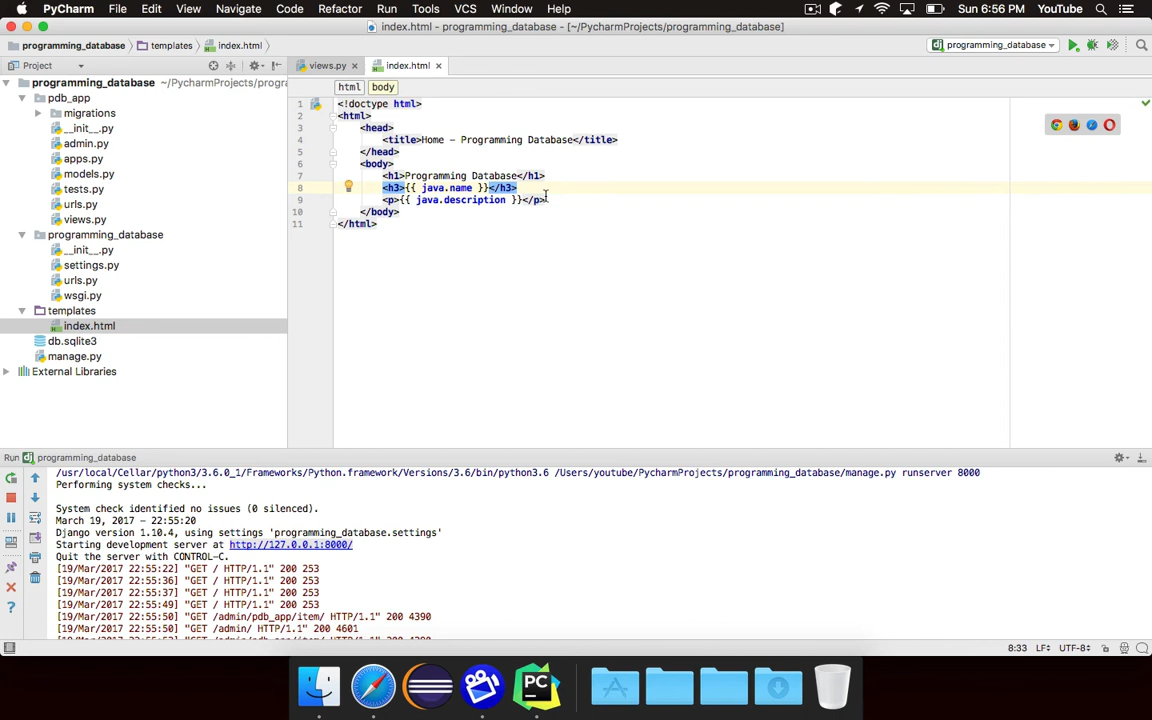 PyCharm File Edit View Navigate Code Refactor Run Tools VCS Window Help Sun 6:56 PM YouTube
index.html - programming_database - [~/PycharmProjects/programming_database]
programming_database templates index.html programming_database
Project views.py index.html
programming_database ~/PycharmProjects/progra
html body
pdb_app
migrations
__init__.py
admin.py
apps.py
models.py
tests.py
urls.py
views.py
programming_database
__init__.py
settings.py
urls.py
wsgi.py
templates
index.html
db.sqlite3
manage.py
External Libraries
1 <!doctype html>
2 <html>
3 <head>
4 <title>Home – Programming Database</title>
5 </head>
6 <body>
7 <h1>Programming Database</h1>
8 <h3>{{ java.name }}</h3>
9 <p>{{ java.description }}</p>
10 </body>
11 </html>
Run programming_database
/usr/local/Cellar/python3/3.6.0_1/Frameworks/Python.framework/Versions/3.6/bin/python3.6 /Users/youtube/PycharmProjects/programming_database/manage.py runserver 8000
Performing system checks...
System check identified no issues (0 silenced).
March 19, 2017 - 22:55:20
Django version 1.10.4, using settings 'programming_database.settings'
Starting development server at http://127.0.0.1:8000/
Quit the server with CONTROL-C.
[19/Mar/2017 22:55:22] "GET / HTTP/1.1" 200 253
[19/Mar/2017 22:55:36] "GET / HTTP/1.1" 200 253
[19/Mar/2017 22:55:37] "GET / HTTP/1.1" 200 253
[19/Mar/2017 22:55:49] "GET / HTTP/1.1" 200 253
[19/Mar/2017 22:55:50] "GET /admin/pdb_app/item/ HTTP/1.1" 200 4390
[19/Mar/2017 22:55:50] "GET /admin/ HTTP/1.1" 200 4601
8:33 LF UTF-8
PC